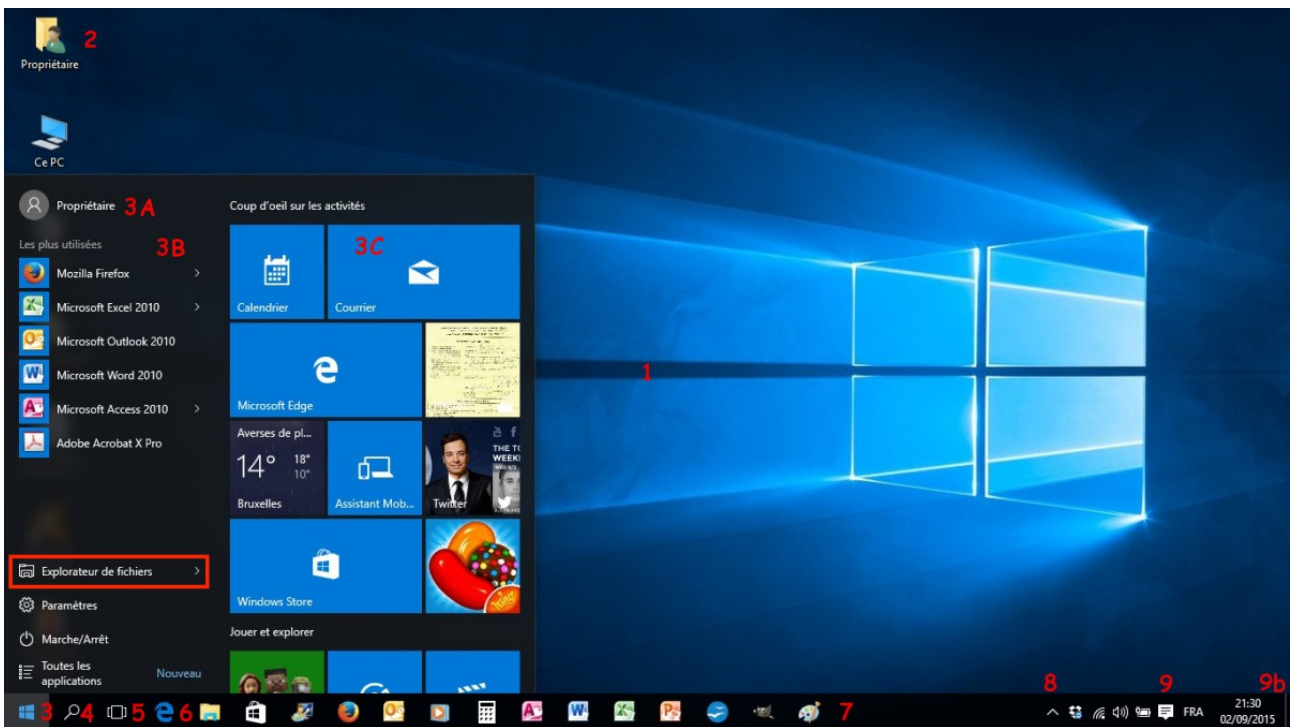 2
Propriétaire
Ce PC
Propriétaire 3A
Les plus utilisées 3B
Mozilla Firefox
Microsoft Excel 2010
Microsoft Outlook 2010
Microsoft Word 2010
Microsoft Access 2010
Adobe Acrobat X Pro
Explorateur de fichiers
Paramètres
Marche/Arrêt
Toutes les
applications
Nouveau
Coup d'oeil sur les activités
3C
Calendrier
Courrier
Microsoft Edge
Averses de pl...
14° 18°
10°
Bruxelles
Assistant Mob...
THE
WEEK
Twitter
King
Windows Store
Jouer et explorer
1
3 4 5 6 7
8 9 9b
FRA
21:30
02/09/2015